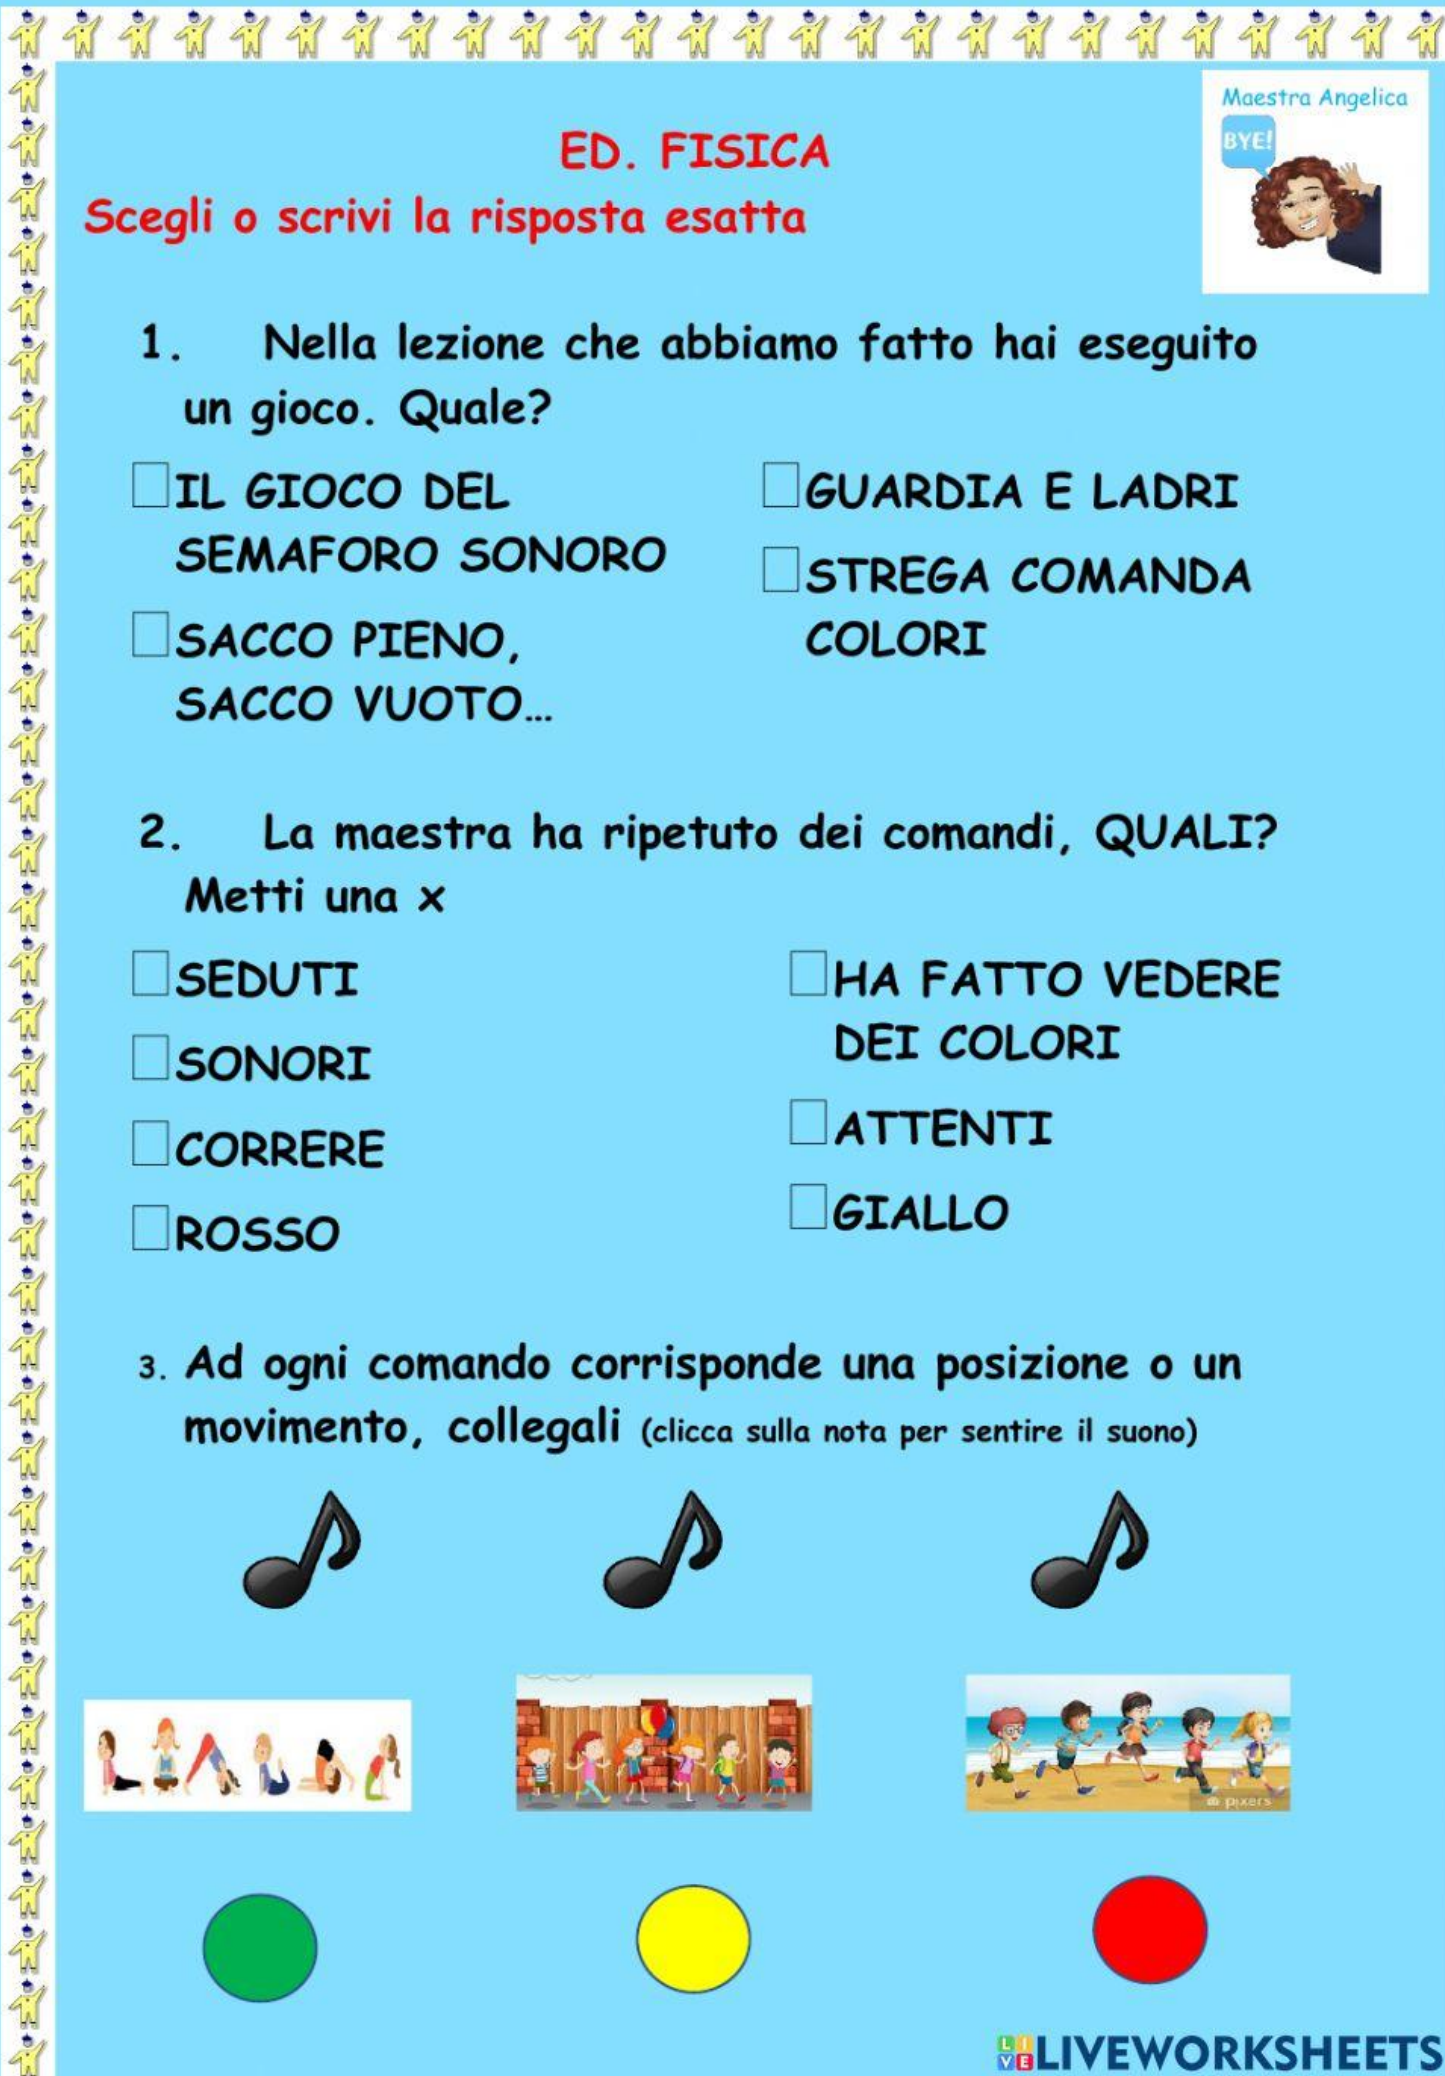 Maestra Angelica
BYE!
ED. FISICA
Scegli o scrivi la risposta esatta
1. Nella lezione che abbiamo fatto hai eseguito
un gioco. Quale?
IL GIOCO DEL
SEMAFORO SONORO
SACCO PIENO,
SACCO VUOTO...
GUARDIA E LADRI
STREGA COMANDA
COLORI
2. La maestra ha ripetuto dei comandi, QUALI?
Metti una x
SEDUTI
SONORI
CORRERE
ROSSO
HA FATTO VEDERE
DEI COLORI
ATTENTI
GIALLO
3. Ad ogni comando corrisponde una posizione o un
movimento, collegali (clicca sulla nota per sentire il suono)
pixers
LIVE LIVEWORKSHEETS